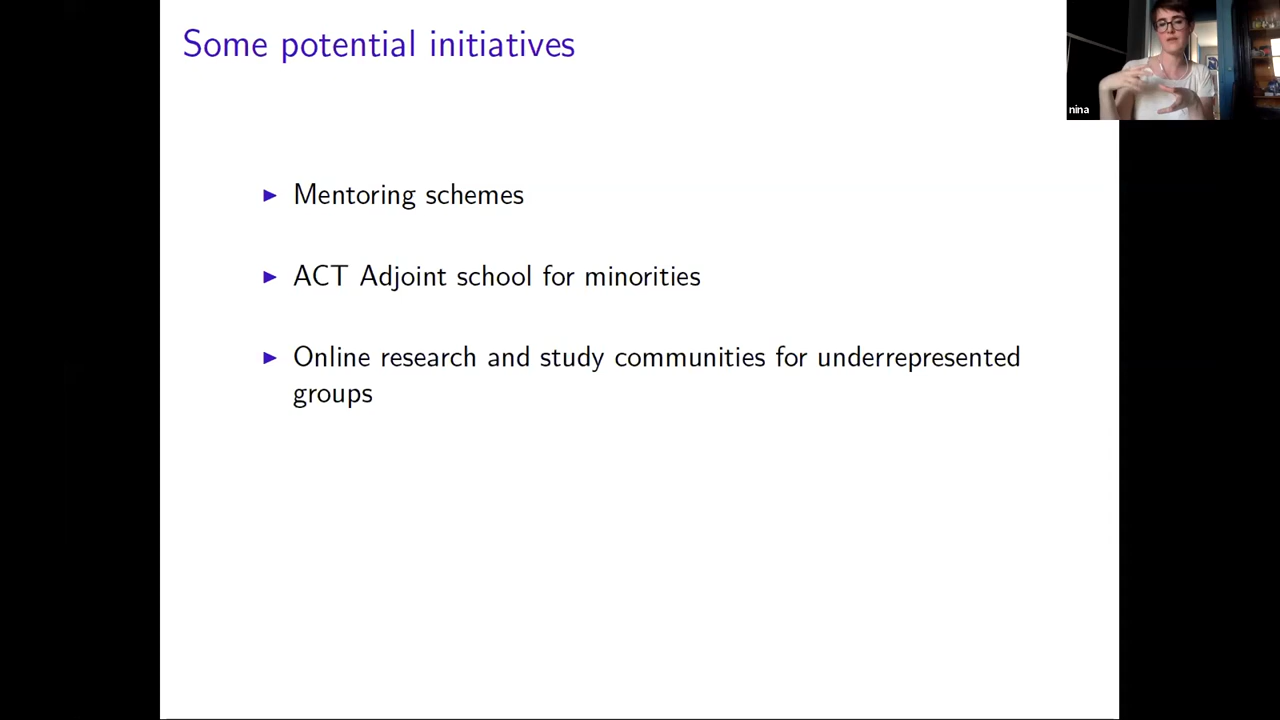 Some potential initiatives
nina
Mentoring schemes
ACT Adjoint school for minorities
Online research and study communities for underrepresented
groups